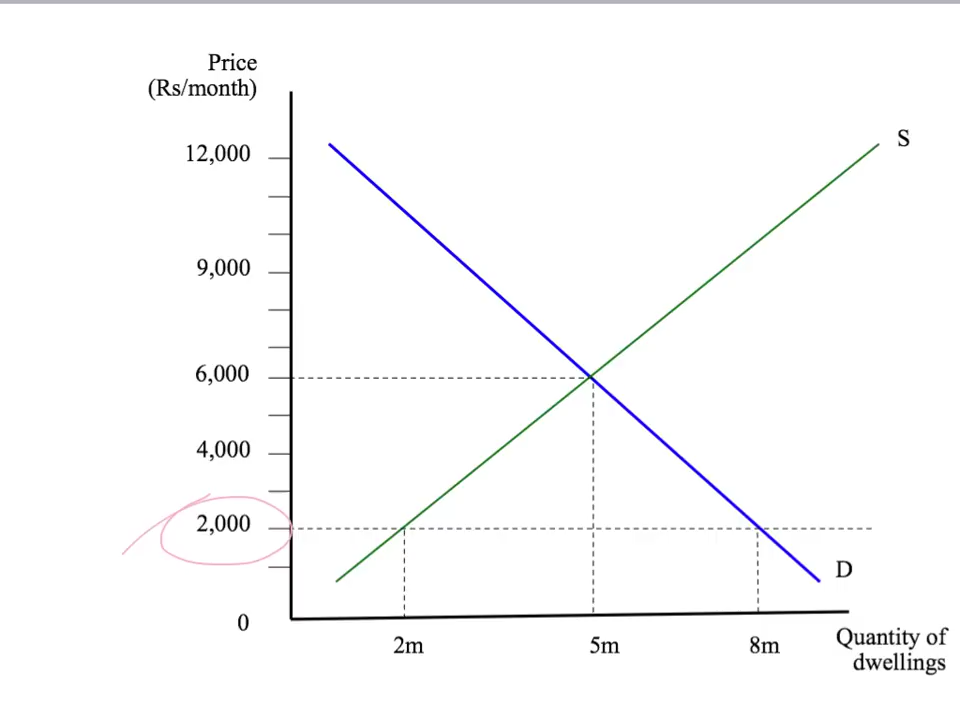 Price
(Rs/month)
12,000
S
9,000
6,000
4,000
2,000
D
0
2m
5m
8m
Quantity of
dwellings